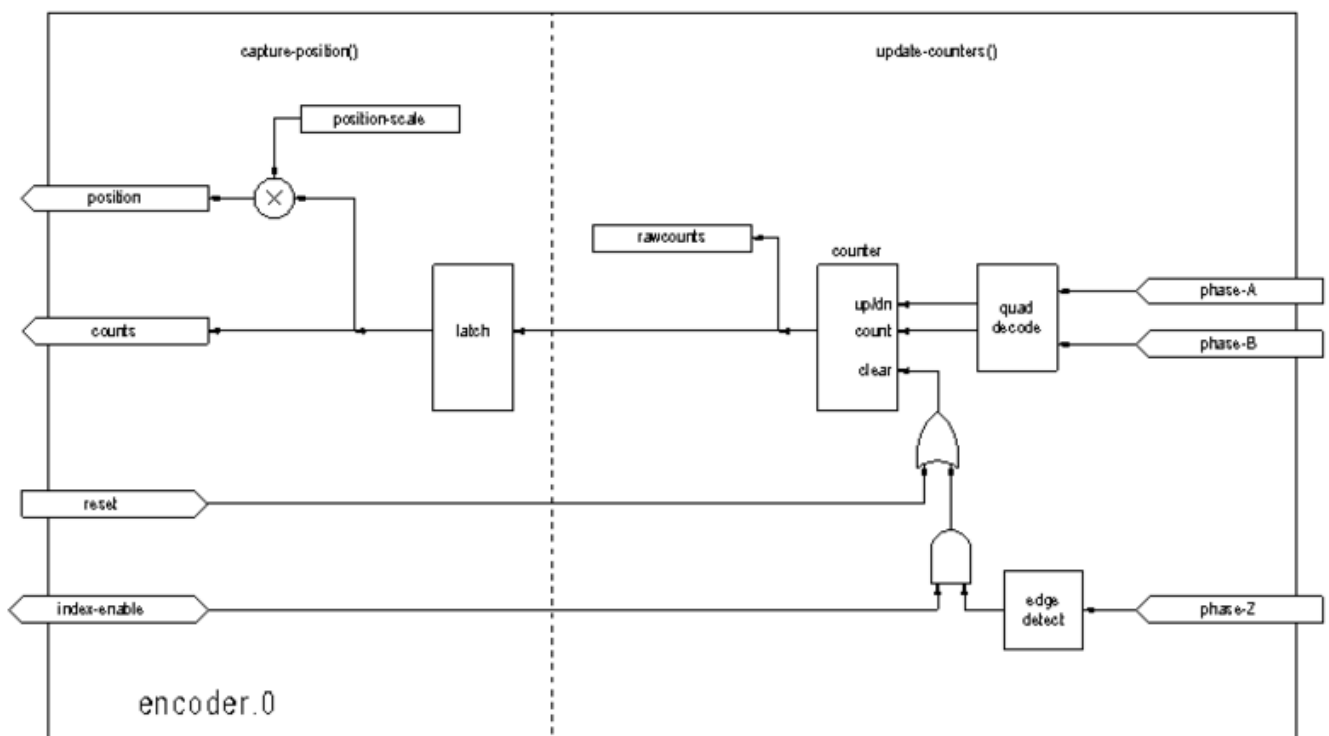 capture-position()
update-counters()
position-scale
position
rawcounts
counter
phase-A
up/dn
quad
decode
counts
latch
count
phase-B
clear
reset
index-enable
edge
detect
phase-Z
encoder.0